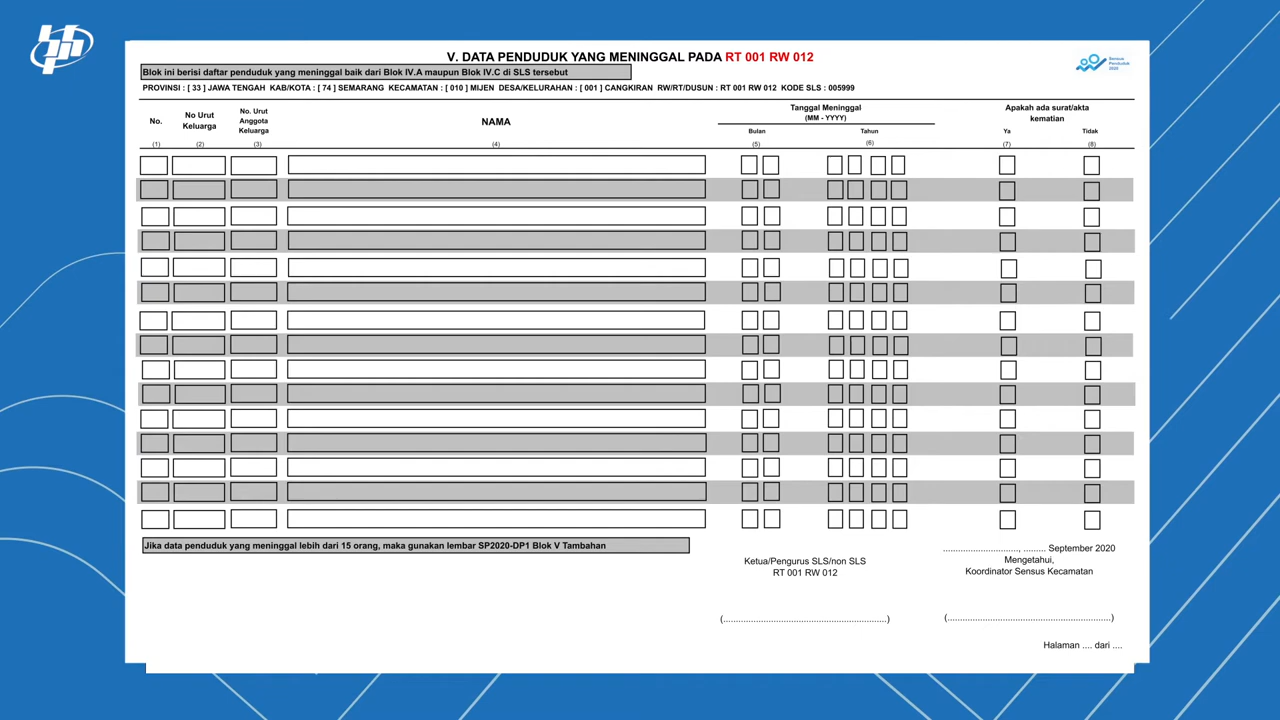 V. DATA PENDUDUK YANG MENINGGAL PADA RT 001 RW 012
Sensus
Penduduk
2020
Blok ini berisi daftar penduduk yang meninggal baik dari Blok IV.A maupun Blok IV.C di SLS tersebut
PROVINSI : [ 33 ] JAWA TENGAH KAB/KOTA : [ 74 ] SEMARANG KECAMATAN : [ 010 ] MIJEN DESA/KELURAHAN : [ 001 ] CANGKIRAN RW/RT/DUSUN : RT 001 RW 012 KODE SLS : 005999
No.
No Urut
Keluarga
No. Urut
Anggota
Keluarga
NAMA
Tanggal Meninggal
(MM - YYYY)
Bulan
Tahun
Apakah ada surat/akta
kematian
Ya
Tidak
(1) (2) (3) (4) (5) (6) (7) (8)
Jika data penduduk yang meninggal lebih dari 15 orang, maka gunakan lembar SP2020-DP1 Blok V Tambahan
Ketua/Pengurus SLS/non SLS
RT 001 RW 012
(............................................................)
..........................., ........ September 2020
Mengetahui,
Koordinator Sensus Kecamatan
(............................................................)
Halaman .... dari ....